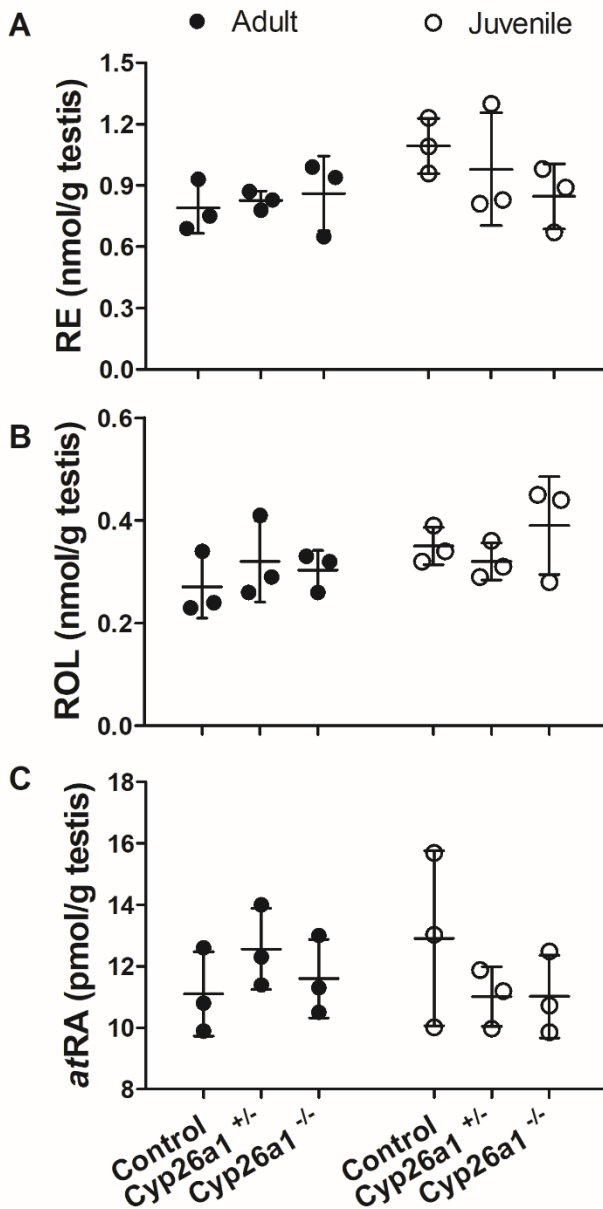 A
Adult
Juvenile
RE (nmol/g testis)
1.5
1.2
0.9
0.6
0.3
0.0
B
ROL (nmol/g testis)
0.6
0.4
0.2
0.0
C
atRA (pmol/g testis)
18
16
14
12
10
8
Control
Cyp26a1 +/-
Cyp26a1 -/-
Control
Cyp26a1 +/-
Cyp26a1 -/-